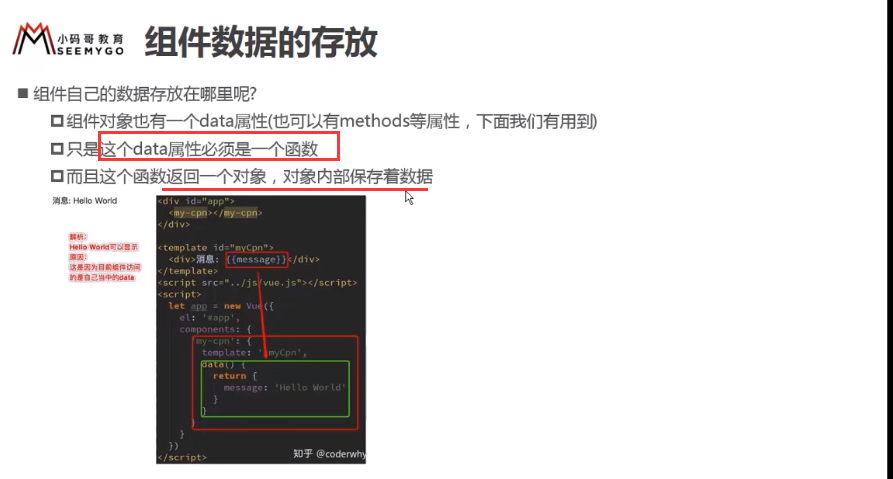 小码哥教育
SEEMYGO
组件数据的存放
组件自己的数据存放在哪里呢?
组件对象也有一个data属性(也可以有methods等属性，下面我们有用到)
只是这个data属性必须是一个函数
而且这个函数返回一个对象，对象内部保存着数据
消息: Hello World
解析:
Hello World可以显示
原因:
这是因为目前组件访问
的是自己当中的data
<div id="app">
<my-cpn></my-cpn>
</div>
<template id="myCpn">
<div>消息: {{message}}</div>
</template>
<script src="../js/vue.js"></script>
<script>
let app = new Vue({
el: '#app',
components: {
'my-cpn': {
template: '#myCpn',
data() {
return {
message: 'Hello World'
}
}
}
}
})
</script>
知乎 @coderwhy